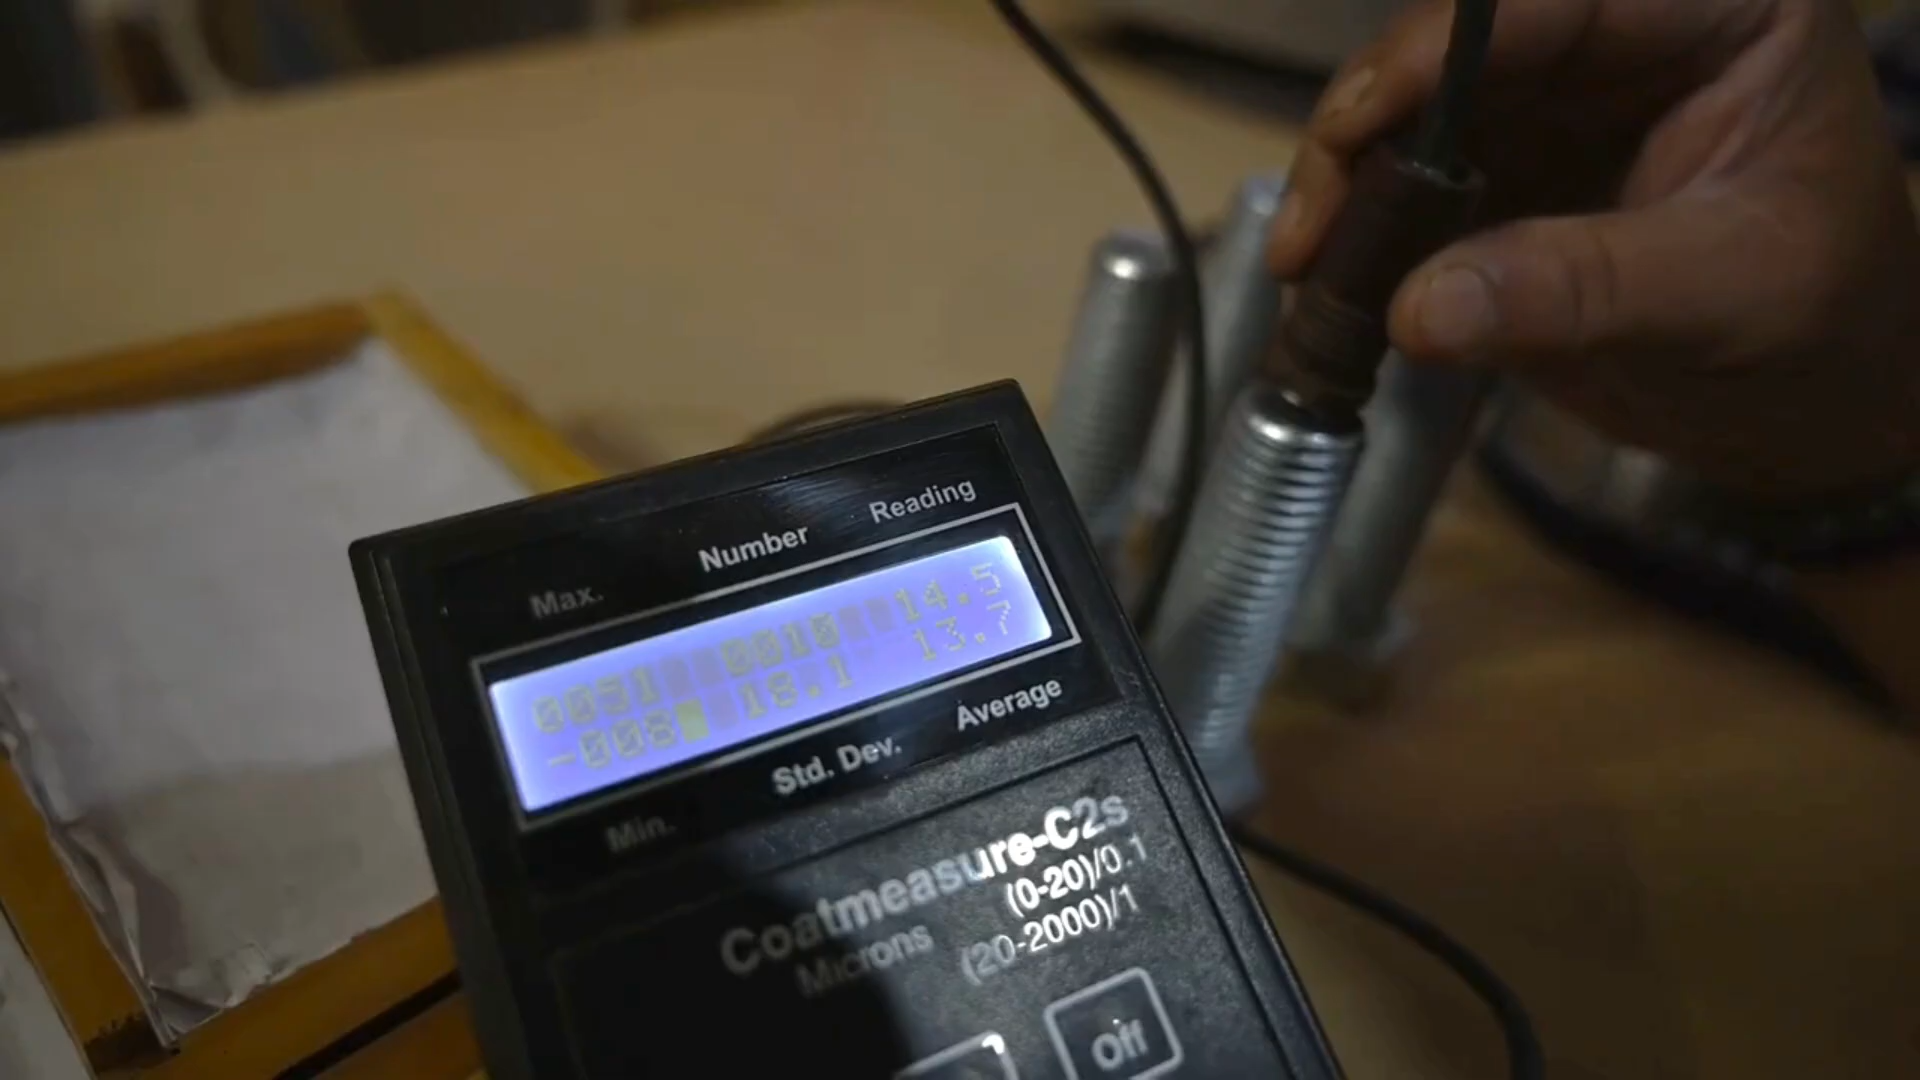 Max. Number Reading
0051 0010 14.5
-008 18.1 13.7
Min. Std. Dev. Average
Coatmeasure-C2s
Microns (0-20)/0.1
(20-2000)/1
Off